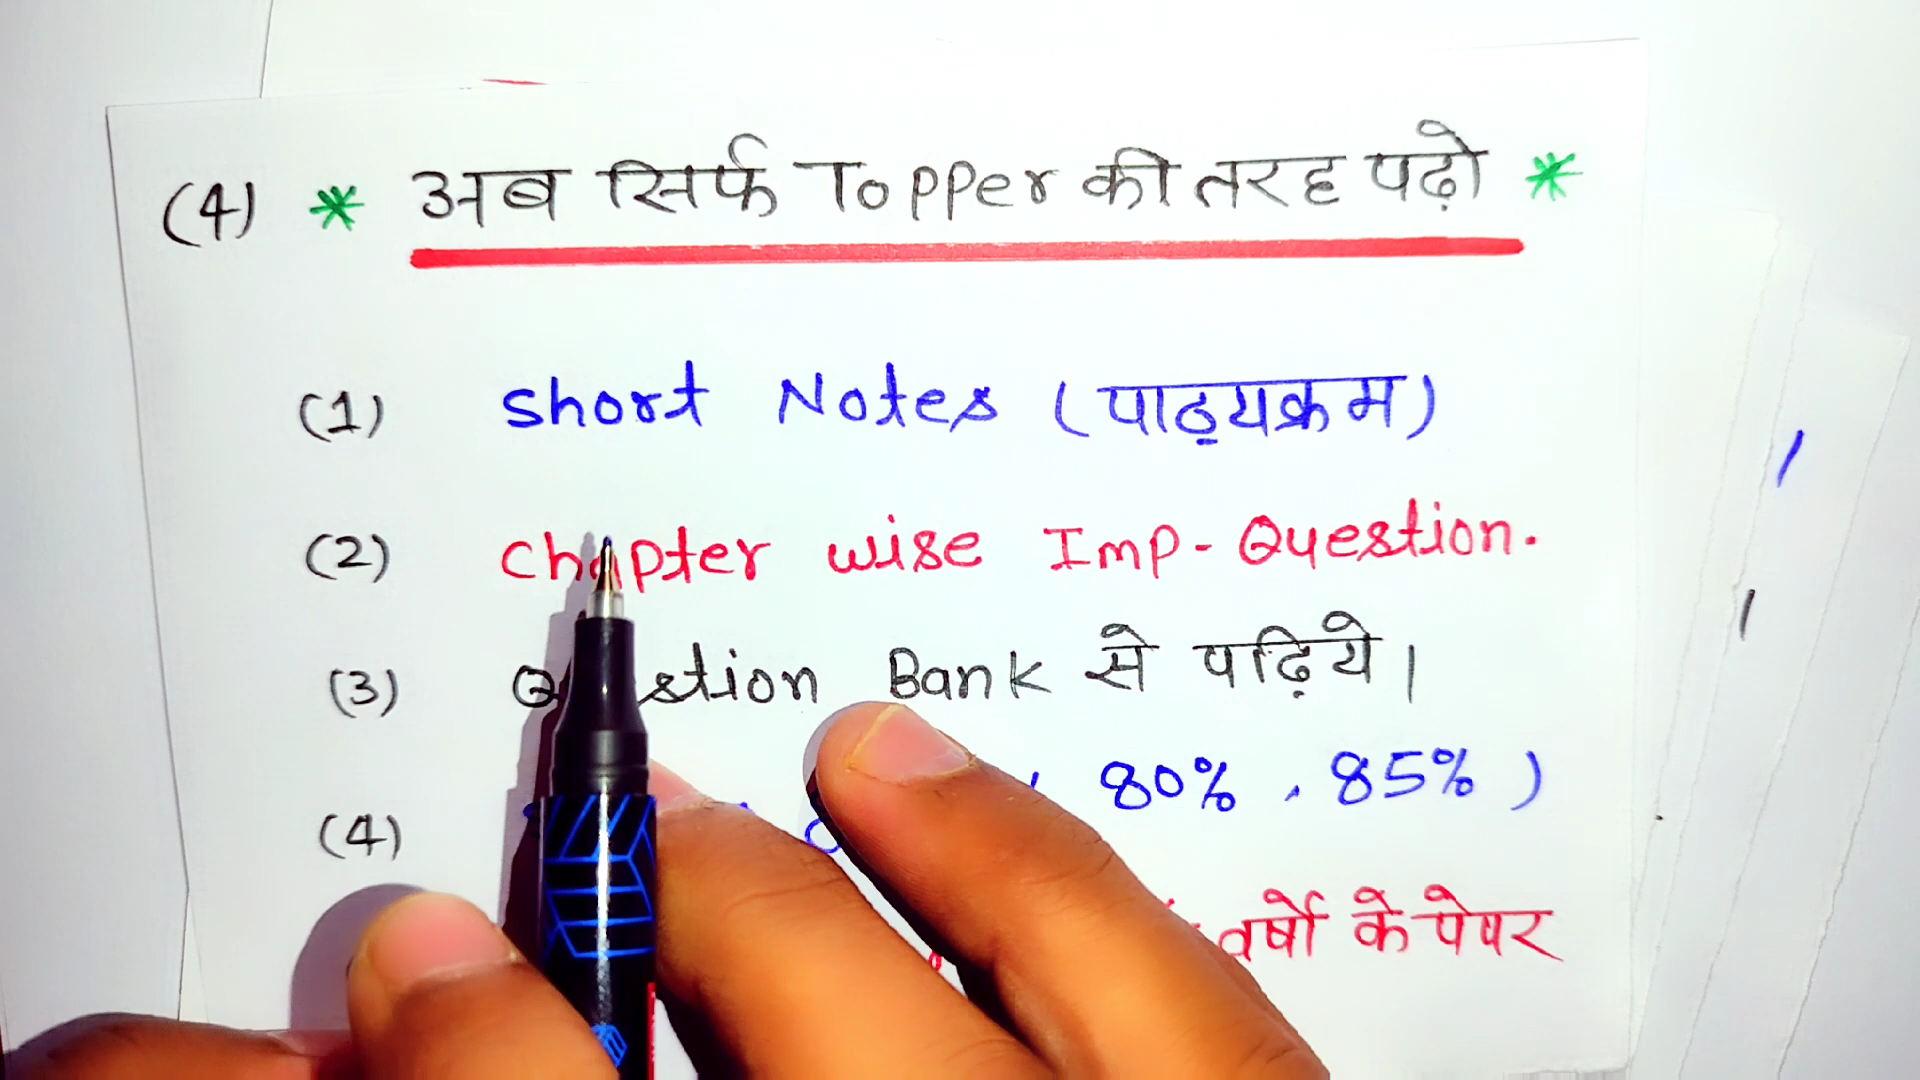 (4) * अब सिर्फ Topper की तरह पढ़ो *
(1) Short Notes (पाठ्यक्रम)
(2) Chapter wise Imp - Question.
(3) Question Bank से पढ़िये।
(4) 80%, 85% )
वर्षो के पेपर